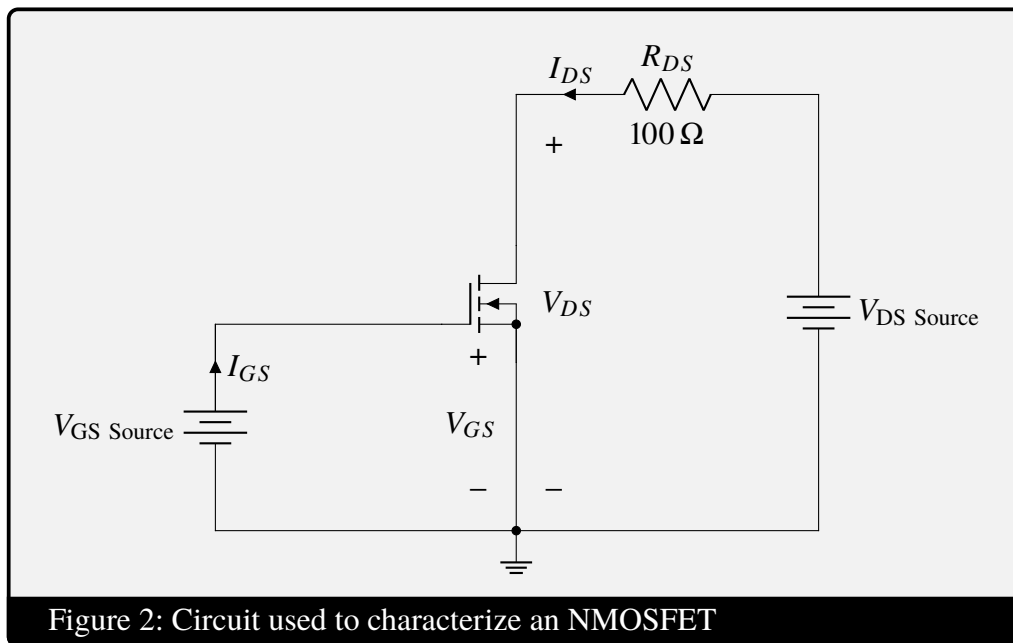 R_DS
I_DS
100 Ω
+
V_DS
V_DS Source
+
I_GS
V_GS
V_GS Source
− −
Figure 2: Circuit used to characterize an NMOSFET